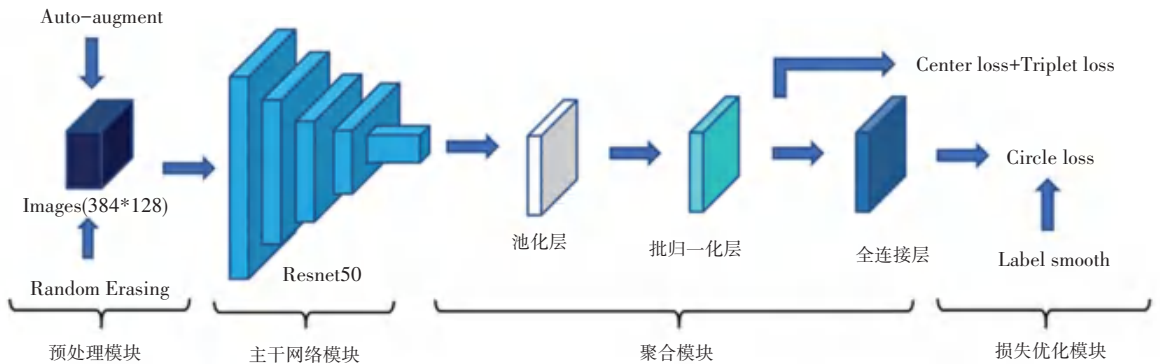 Auto-augment
Center loss+Triplet loss
Circle loss
Images(384*128)
池化层
批归一化层
全连接层
Label smooth
Resnet50
Random Erasing
预处理模块
主干网络模块
聚合模块
损失优化模块